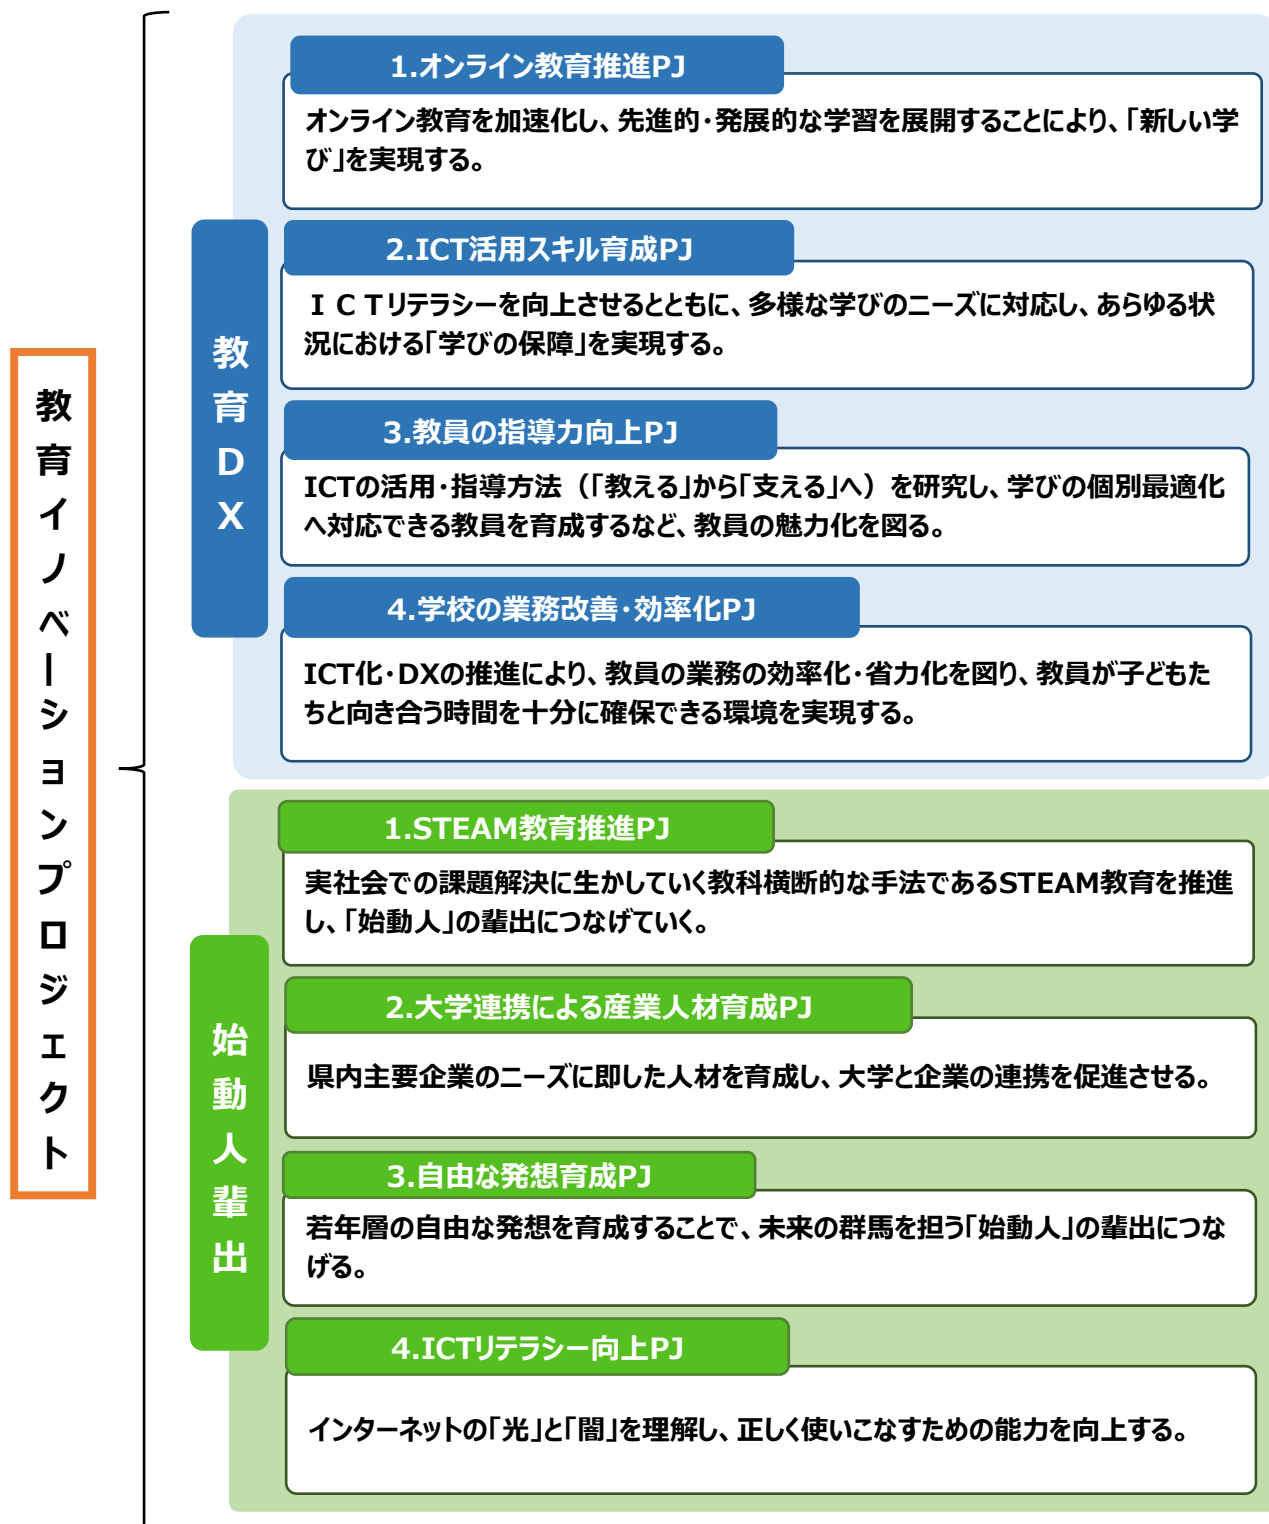 教育イノベーションプロジェクト
教育DX
1.オンライン教育推進PJ
オンライン教育を加速化し、先進的・発展的な学習を展開することにより、「新しい学
び」を実現する。
2.ICT活用スキル育成PJ
ＩＣＴリテラシーを向上させるとともに、多様な学びのニーズに対応し、あらゆる状
況における「学びの保障」を実現する。
3.教員の指導力向上PJ
ICTの活用・指導方法（「教える」から「支える」へ）を研究し、学びの個別最適化
へ対応できる教員を育成するなど、教員の魅力化を図る。
4.学校の業務改善・効率化PJ
ICT化・DXの推進により、教員の業務の効率化・省力化を図り、教員が子どもた
ちと向き合う時間を十分に確保できる環境を実現する。
始動人輩出
1.STEAM教育推進PJ
実社会での課題解決に生かしていく教科横断的な手法であるSTEAM教育を推進
し、「始動人」の輩出につなげていく。
2.大学連携による産業人材育成PJ
県内主要企業のニーズに即した人材を育成し、大学と企業の連携を促進させる。
3.自由な発想育成PJ
若年層の自由な発想を育成することで、未来の群馬を担う「始動人」の輩出につな
げる。
4.ICTリテラシー向上PJ
インターネットの「光」と「闇」を理解し、正しく使いこなすための能力を向上する。